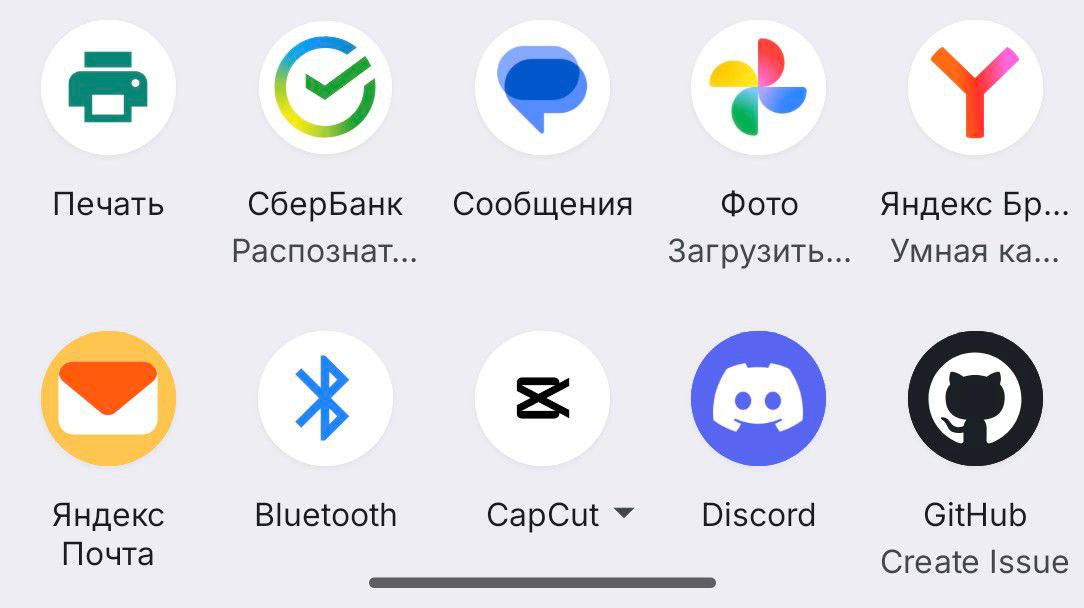 Печать СберБанк Сообщения Фото Яндекс Бр...
Распознат... Загрузить... Умная ка...
Яндекс Почта Bluetooth CapCut Discord GitHub
Create Issue